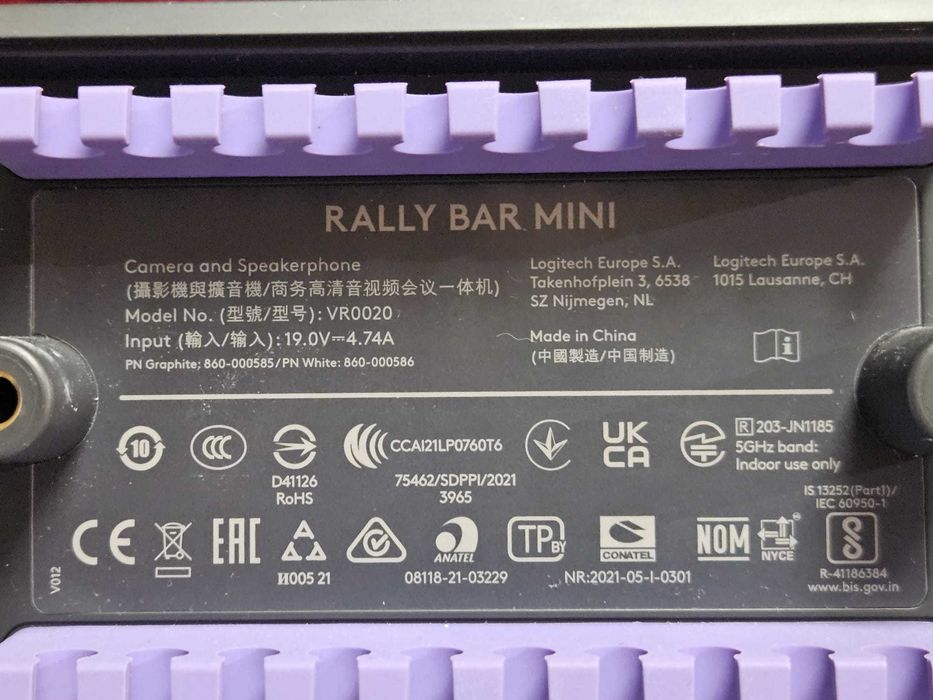 RALLY BAR MINI
Camera and Speakerphone
(攝影機與擴音機/商务高清音视频会议一体机)
Model No. (型號/型号): VR0020
Input (輸入/输入): 19.0V⎓4.74A
PN Graphite: 860-000585/PN White: 860-000586
Logitech Europe S.A.
Takenhofplein 3, 6538
SZ Nijmegen, NL
Logitech Europe S.A.
1015 Lausanne, CH
Made in China
(中國製造/中国制造)
i
10
CCC
D41126
RoHS
CCAI21LP0760T6
75462/SDPPI/2021
3965
UK
CA
R 203-JN1185
5GHz band:
Indoor use only
IS 13252(Part1)/
IEC 60950-1
CE
EAC
И005 21
ANATEL
08118-21-03229
TP BY
CONATEL
NR:2021-05-I-0301
NOM
NYCE
R-41186384
www.bis.gov.in
V012